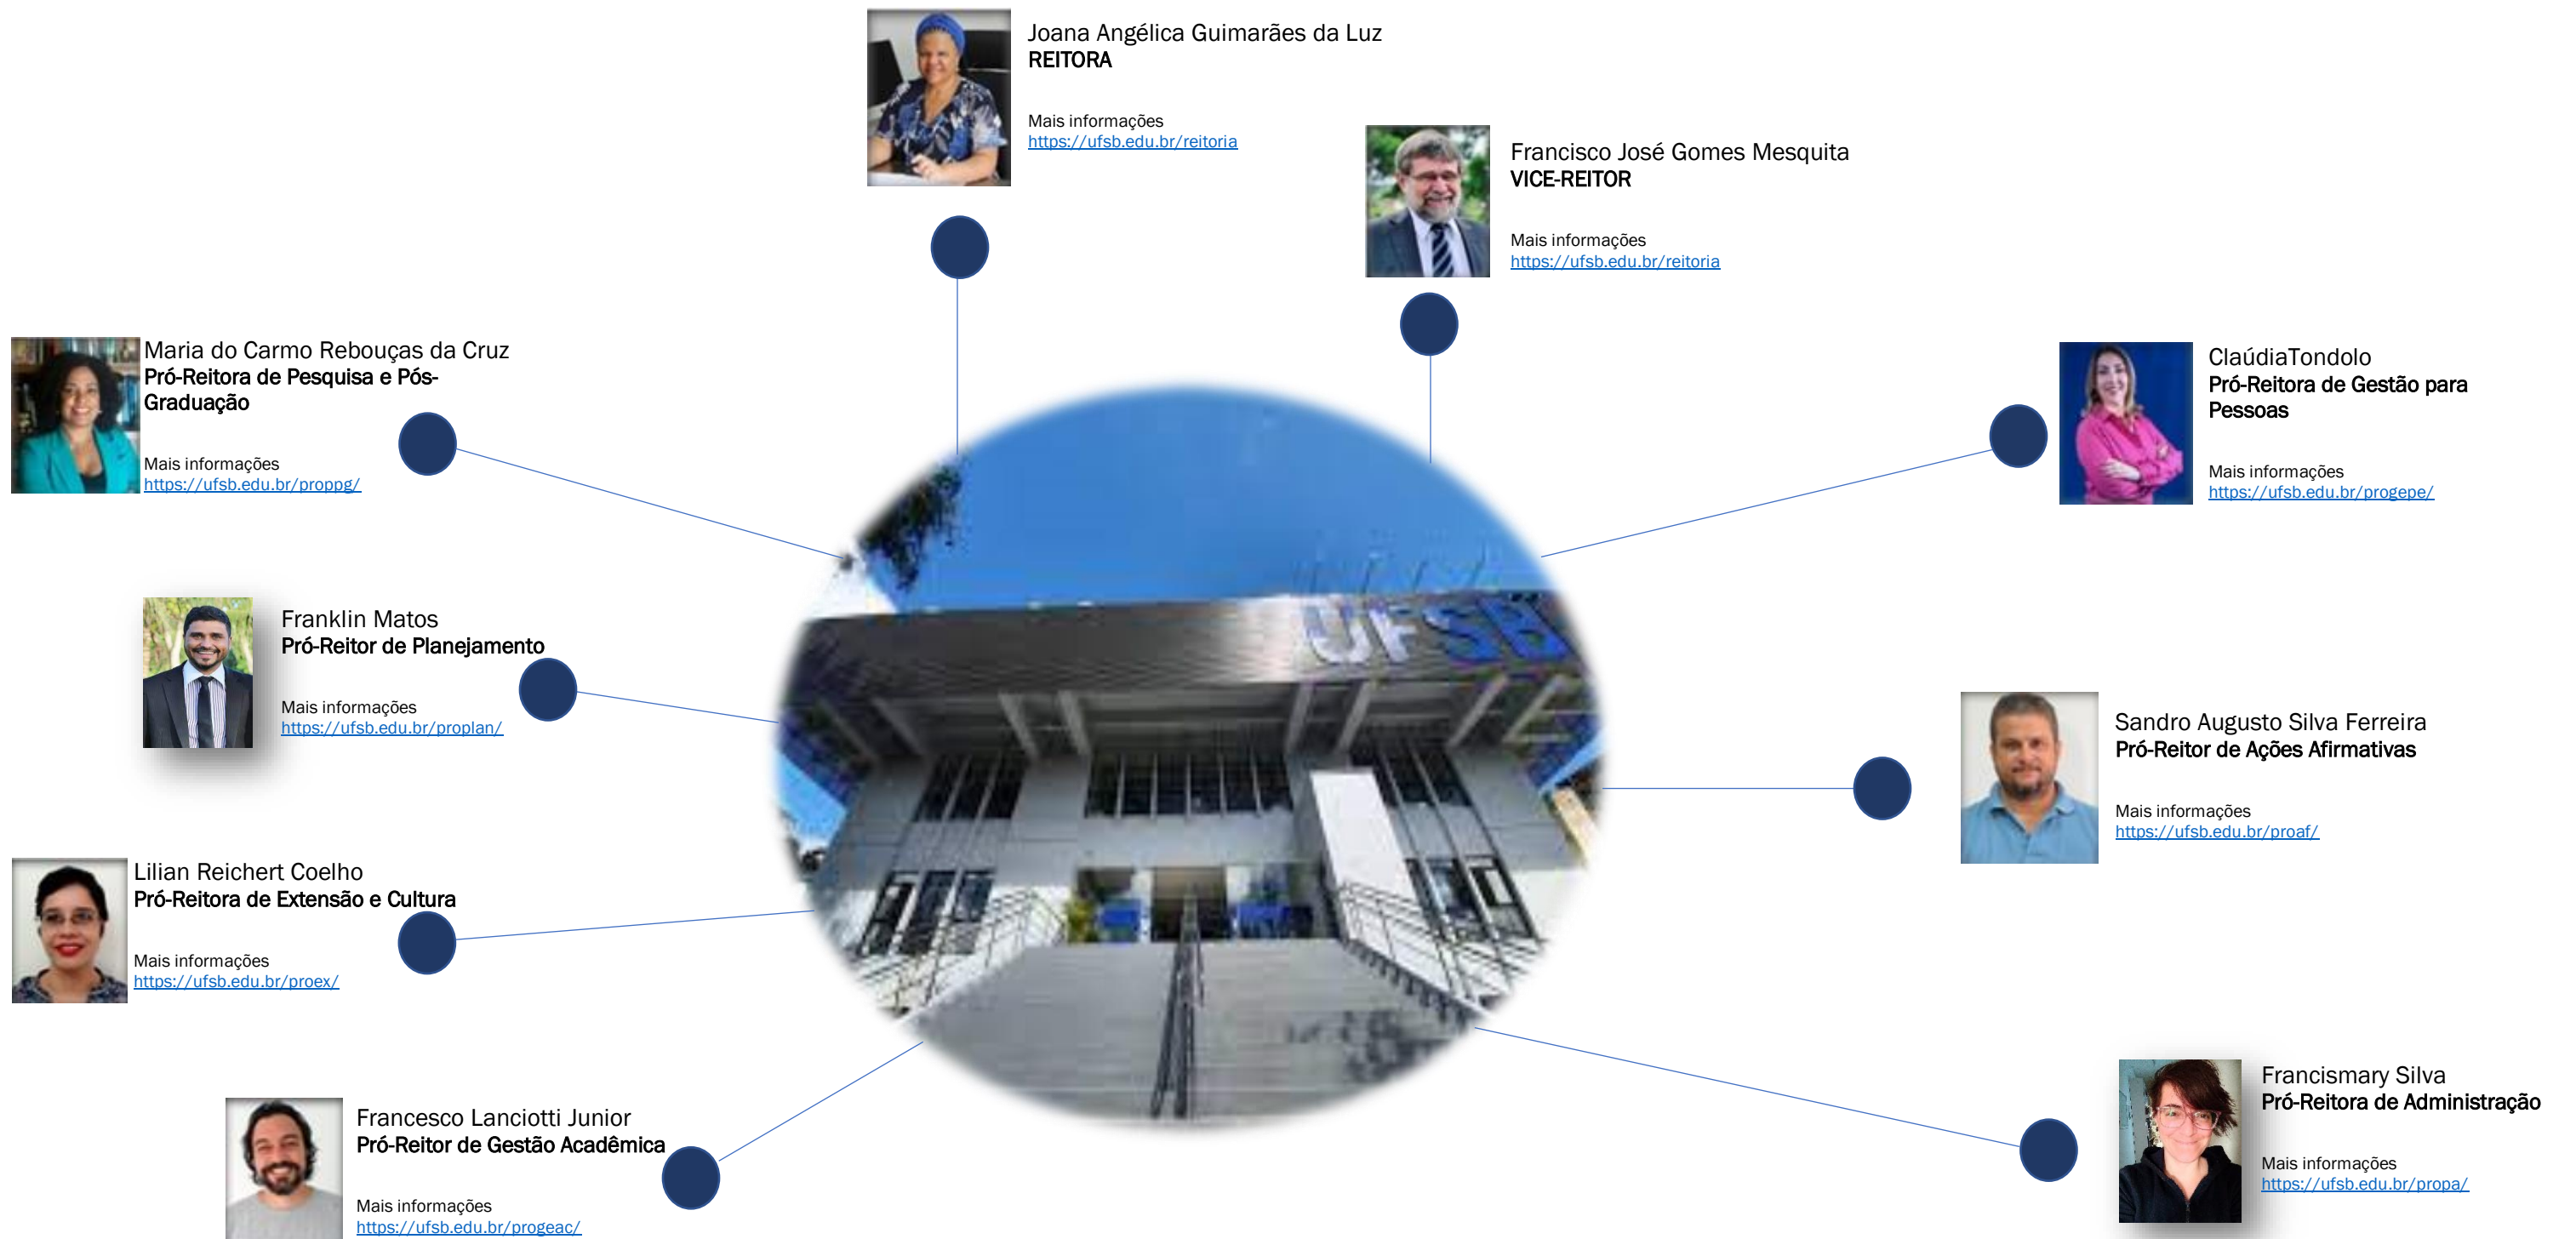 Joana Angélica Guimarães da Luz
REITORA
Mais informações
https://ufsb.edu.br/reitoria
Francisco José Gomes Mesquita
VICE-REITOR
Mais informações
https://ufsb.edu.br/reitoria
Maria do Carmo Rebouças da Cruz
Pró-Reitora de Pesquisa e Pós-
Graduação
Mais informações
https://ufsb.edu.br/proppg/
ClaúdiaTondolo
Pró-Reitora de Gestão para
Pessoas
Mais informações
https://ufsb.edu.br/progepe/
Franklin Matos
Pró-Reitor de Planejamento
Mais informações
https://ufsb.edu.br/proplan/
UFSB
Sandro Augusto Silva Ferreira
Pró-Reitor de Ações Afirmativas
Mais informações
https://ufsb.edu.br/proaf/
Lilian Reichert Coelho
Pró-Reitora de Extensão e Cultura
Mais informações
https://ufsb.edu.br/proex/
Francismary Silva
Pró-Reitora de Administração
Mais informações
https://ufsb.edu.br/propa/
Francesco Lanciotti Junior
Pró-Reitor de Gestão Acadêmica
Mais informações
https://ufsb.edu.br/progeac/